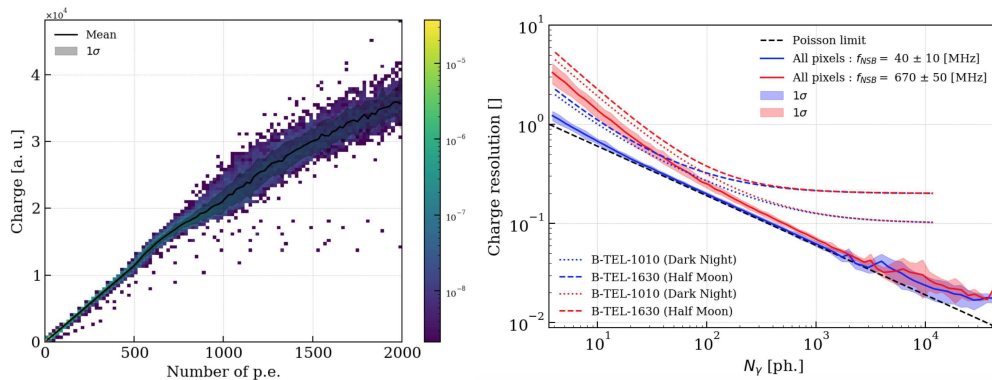 ×10⁴
Mean
1σ
4
3
2
1
0
Charge [a. u.]
0
500
1000
1500
2000
Number of p.e.
10⁻⁵
10⁻⁶
10⁻⁷
10⁻⁸
Poisson limit
All pixels : f_NSB = 40 ± 10 [MHz]
All pixels : f_NSB = 670 ± 50 [MHz]
1σ
1σ
B-TEL-1010 (Dark Night)
B-TEL-1630 (Half Moon)
B-TEL-1010 (Dark Night)
B-TEL-1630 (Half Moon)
10¹
10⁰
10⁻¹
10⁻²
Charge resolution []
10¹
10²
10³
10⁴
N_γ [ph.]